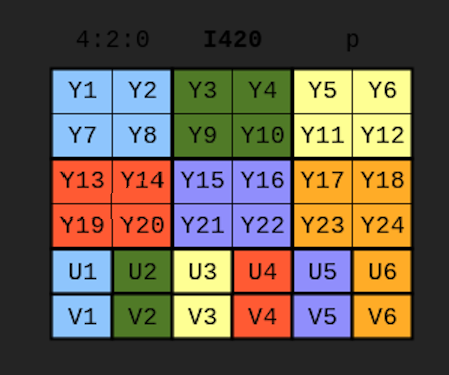 4:2:0 I420 p
Y1 Y2 Y3 Y4 Y5 Y6
Y7 Y8 Y9 Y10 Y11 Y12
Y13 Y14 Y15 Y16 Y17 Y18
Y19 Y20 Y21 Y22 Y23 Y24
U1 U2 U3 U4 U5 U6
V1 V2 V3 V4 V5 V6